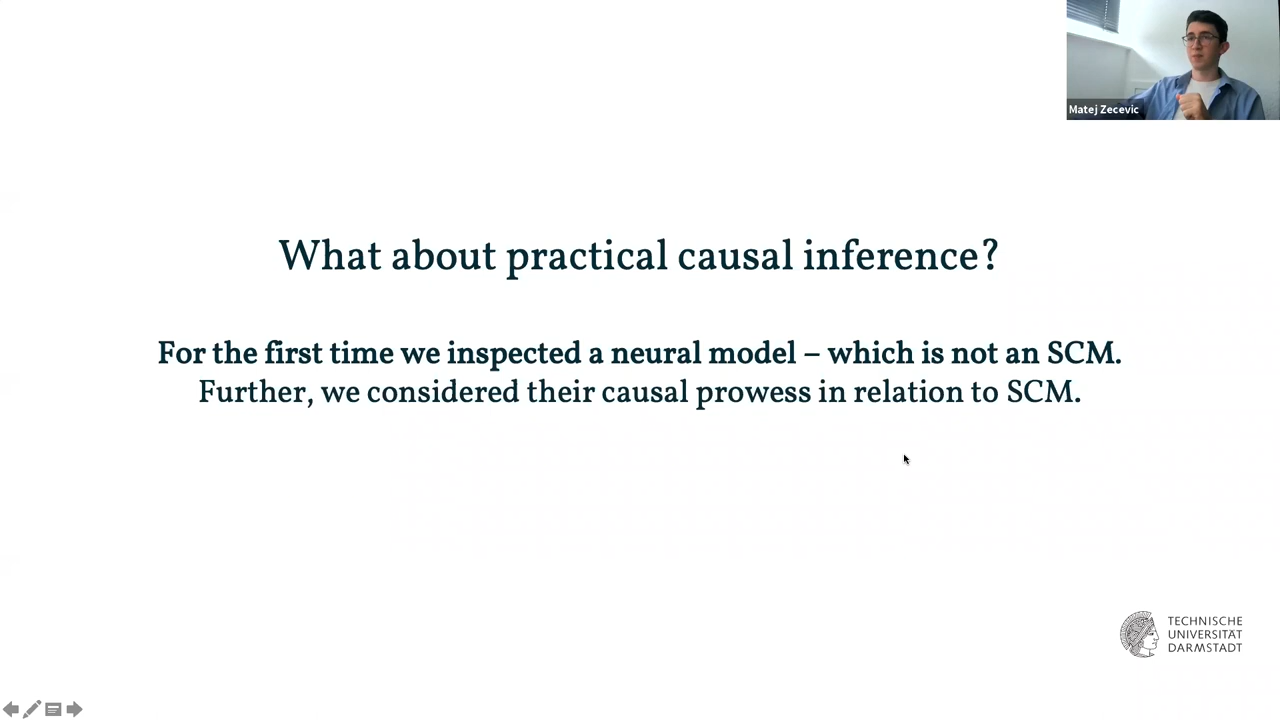 Matej Zecevic
What about practical causal inference?
For the first time we inspected a neural model – which is not an SCM.
Further, we considered their causal prowess in relation to SCM.
TECHNISCHE
UNIVERSITÄT
DARMSTADT